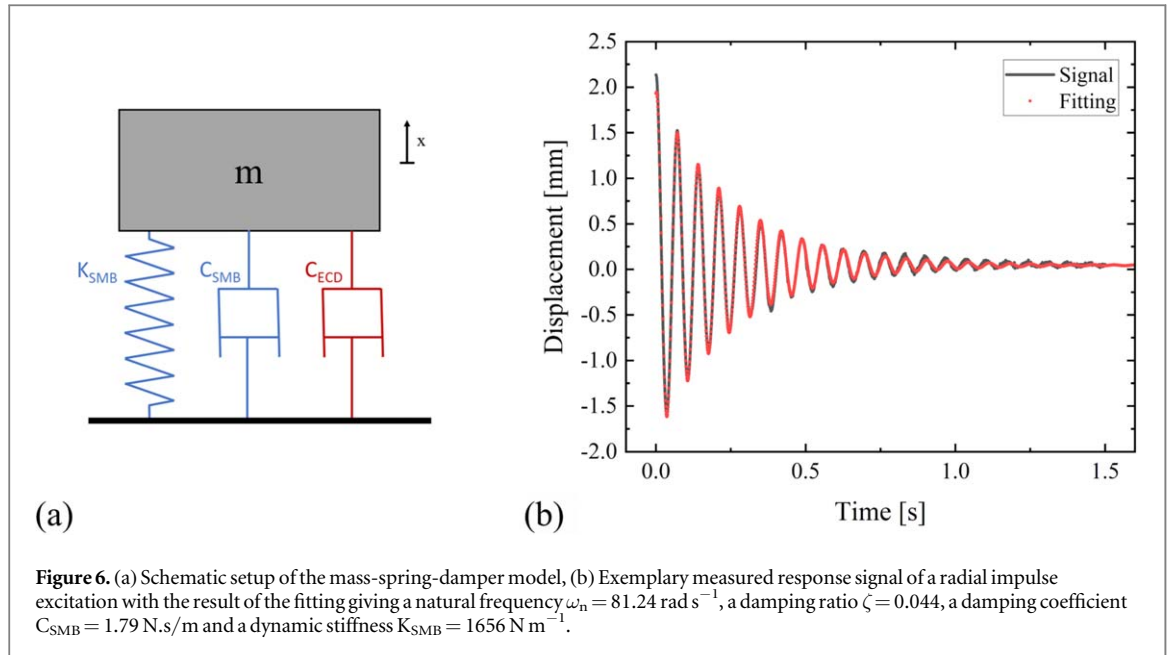 m
x
K_SMB
C_SMB
C_ECD
(a)
2.5
2.0
1.5
1.0
0.5
0.0
-0.5
-1.0
-1.5
-2.0
Displacement [mm]
Signal
Fitting
0.0
0.5
1.0
1.5
Time [s]
(b)
Figure 6. (a) Schematic setup of the mass-spring-damper model, (b) Exemplary measured response signal of a radial impulse
excitation with the result of the fitting giving a natural frequency ωn = 81.24 rad s⁻¹, a damping ratio ζ = 0.044, a damping coefficient
C_SMB = 1.79 N.s/m and a dynamic stiffness K_SMB = 1656 N m⁻¹.